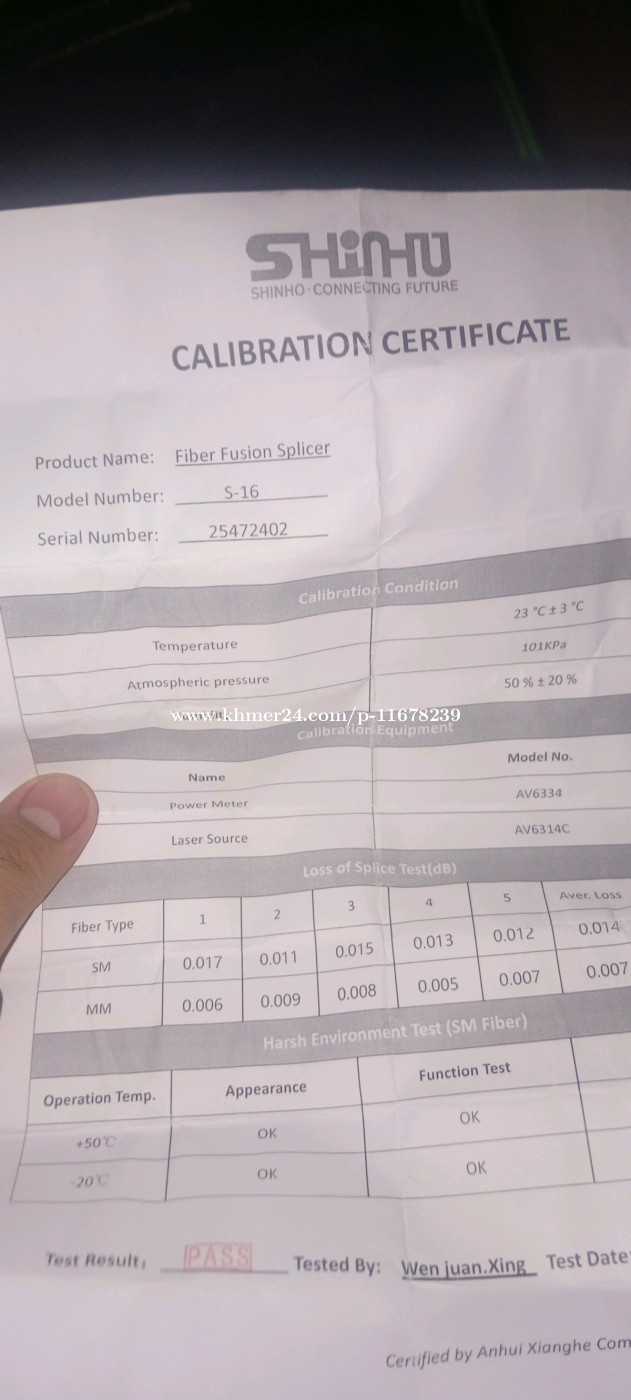 SHINHO
SHINHO·CONNECTING FUTURE
CALIBRATION CERTIFICATE
Product Name: Fiber Fusion Splicer
Model Number: S-16
Serial Number: 25472402
Calibration Condition
Temperature 23 °C ± 3 °C
Atmospheric pressure 101KPa
50 % ± 20 %
www.khmer24.com/p-11678239
Calibration Equipment
Name Model No.
Power Meter AV6334
Laser Source AV6314C
Loss of Splice Test(dB)
Fiber Type 1 2 3 4 5 Aver. Loss
SM 0.017 0.011 0.015 0.013 0.012 0.014
MM 0.006 0.009 0.008 0.005 0.007 0.007
Harsh Environment Test (SM Fiber)
Operation Temp. Appearance Function Test
+50℃ OK OK
-20℃ OK OK
Test Result: PASS Tested By: Wen juan.Xing Test Date:
Certified by Anhui Xianghe Com